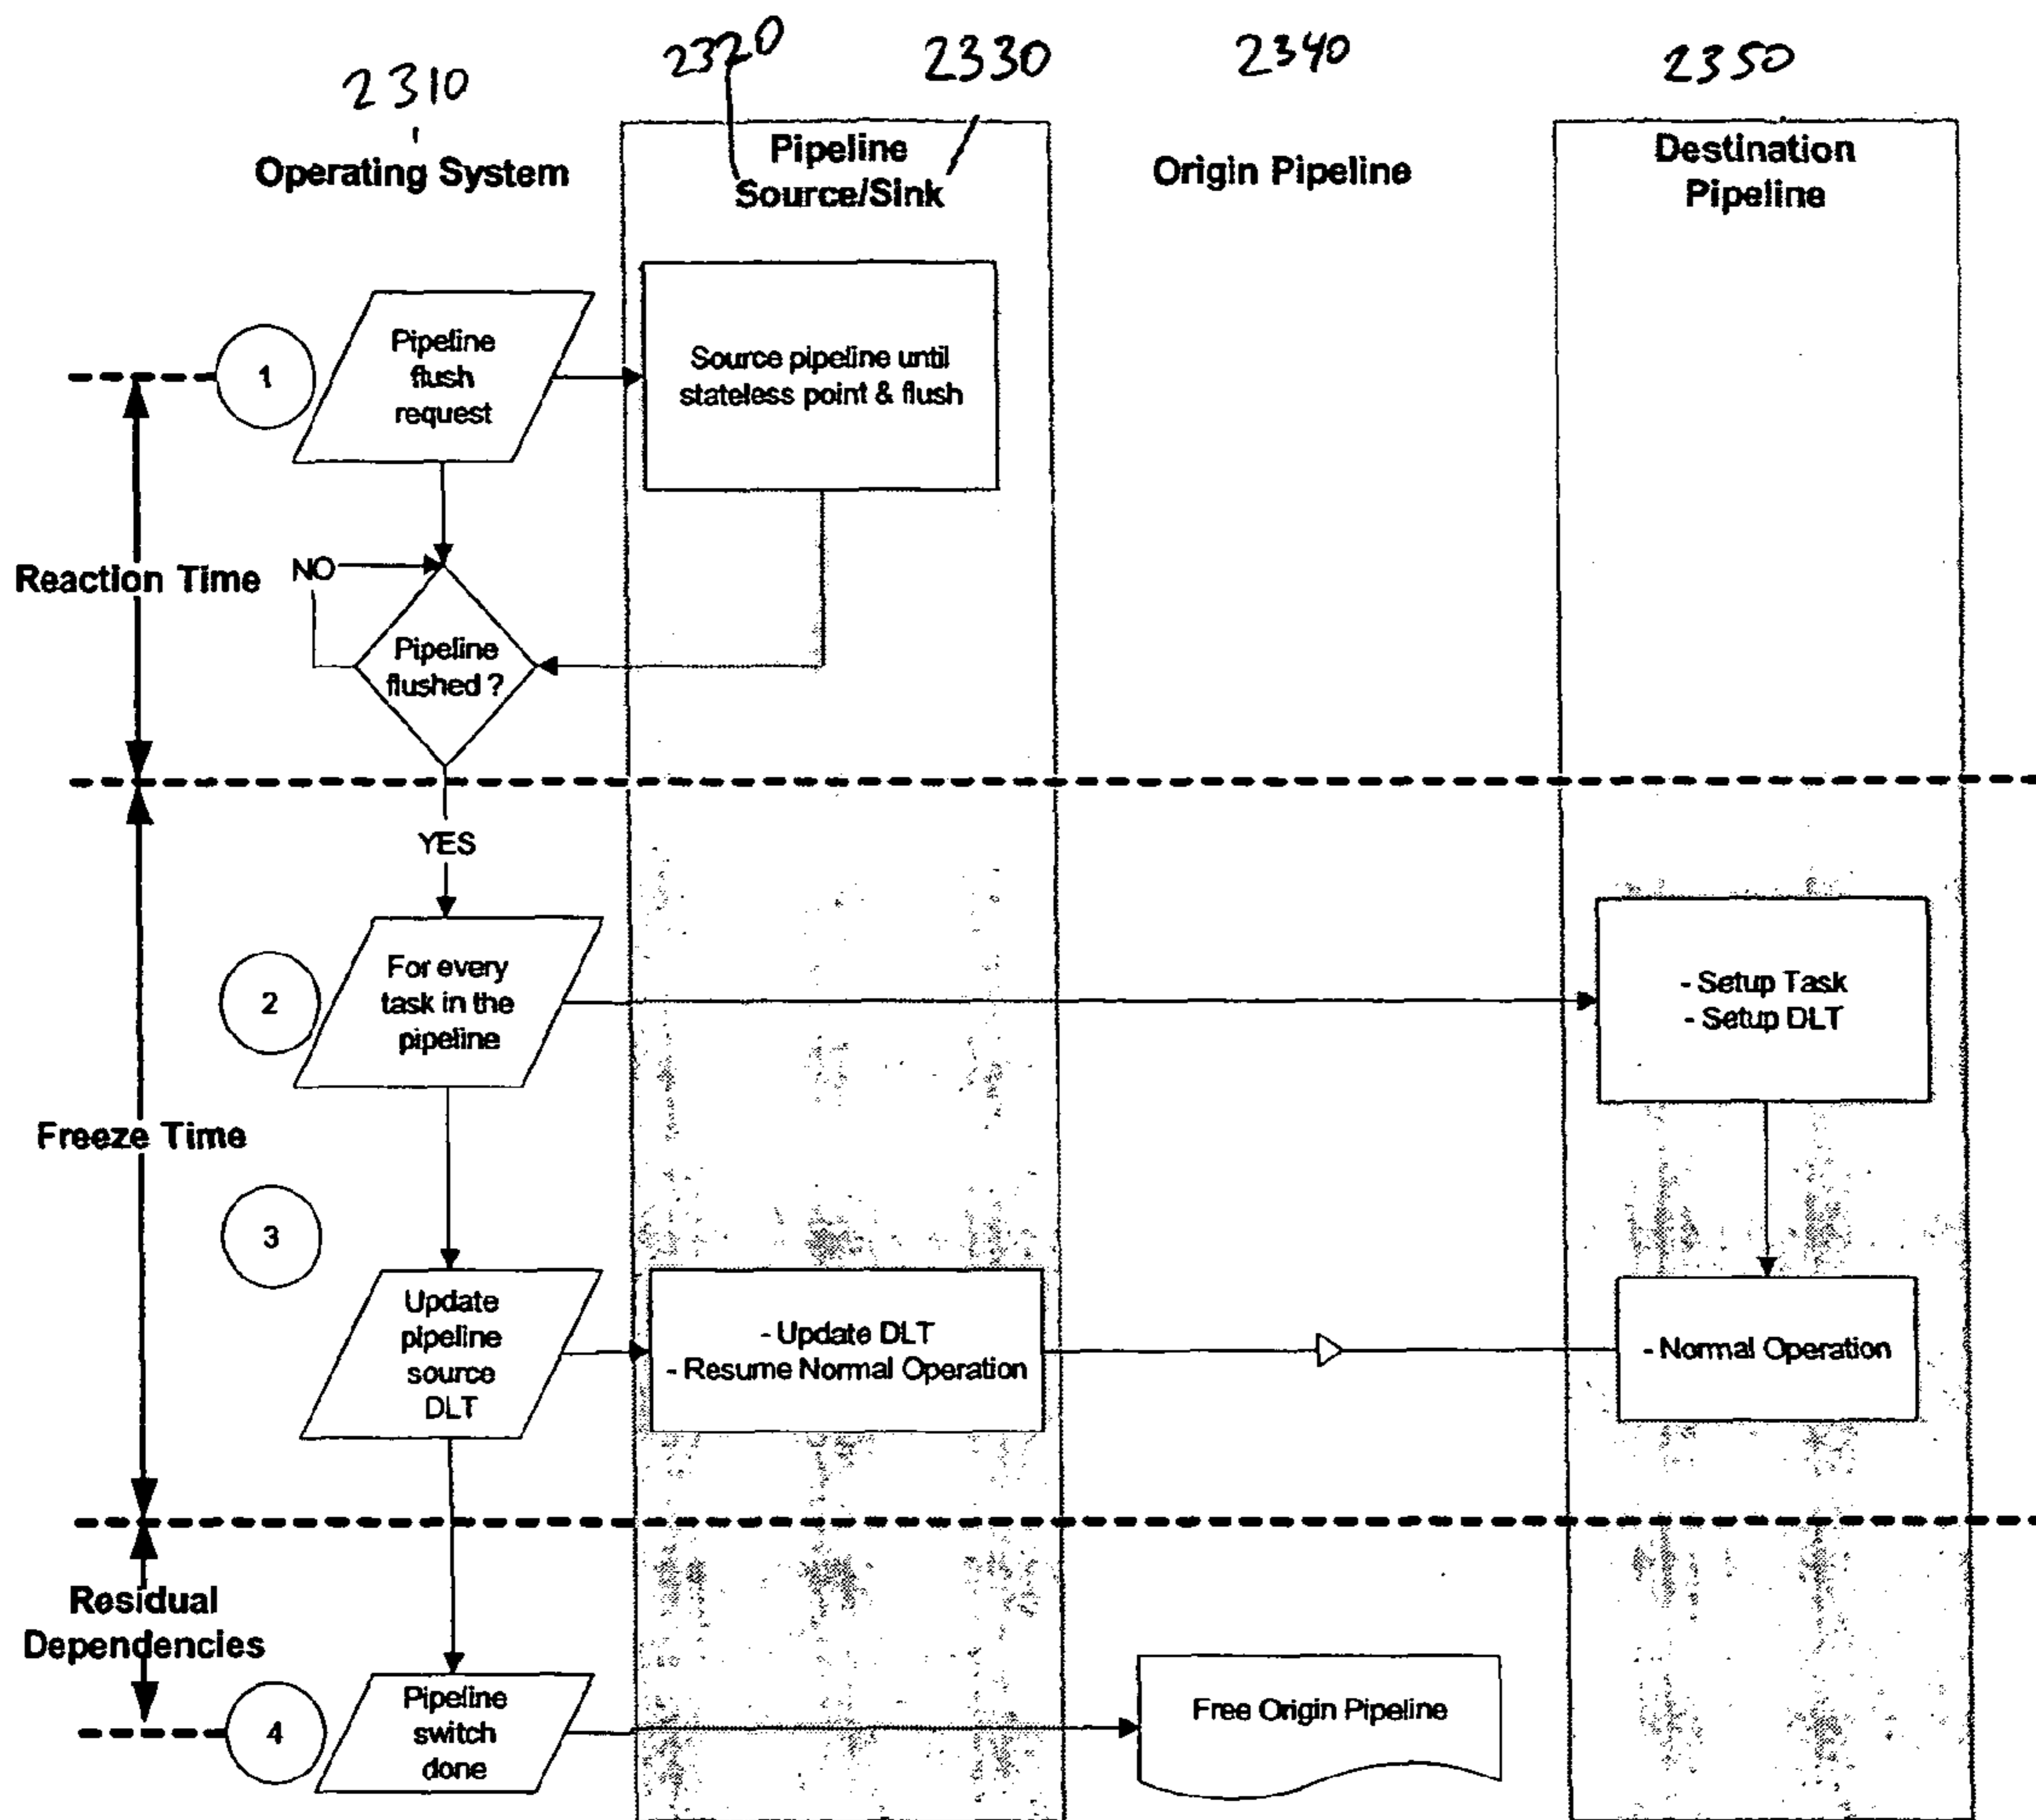 2310
2320
2330
2340
2350
Operating System
Pipeline
Source/Sink
Origin Pipeline
Destination
Pipeline
1
Pipeline
flush
request
Source pipeline until
stateless point & flush
Reaction Time
NO
Pipeline
flushed ?
YES
2
For every
task in the
pipeline
- Setup Task
- Setup DLT
Freeze Time
3
Update
pipeline
source
DLT
- Update DLT
- Resume Normal Operation
- Normal Operation
Residual
Dependencies
4
Pipeline
switch
done
Free Origin Pipeline